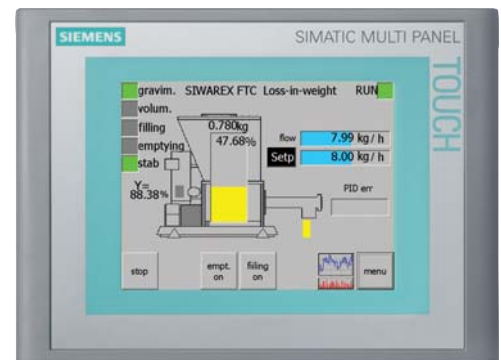 SIEMENS
SIMATIC MULTI PANEL
TOUCH
gravim. SIWAREX FTC Loss-in-weight RUN
volum.
filling
emptying
stab
0.780kg
47.68%
flow 7.99 kg/h
Setp 8.00 kg/h
Y=
88.38%
PID err
stop
empt.
on
filling
on
menu